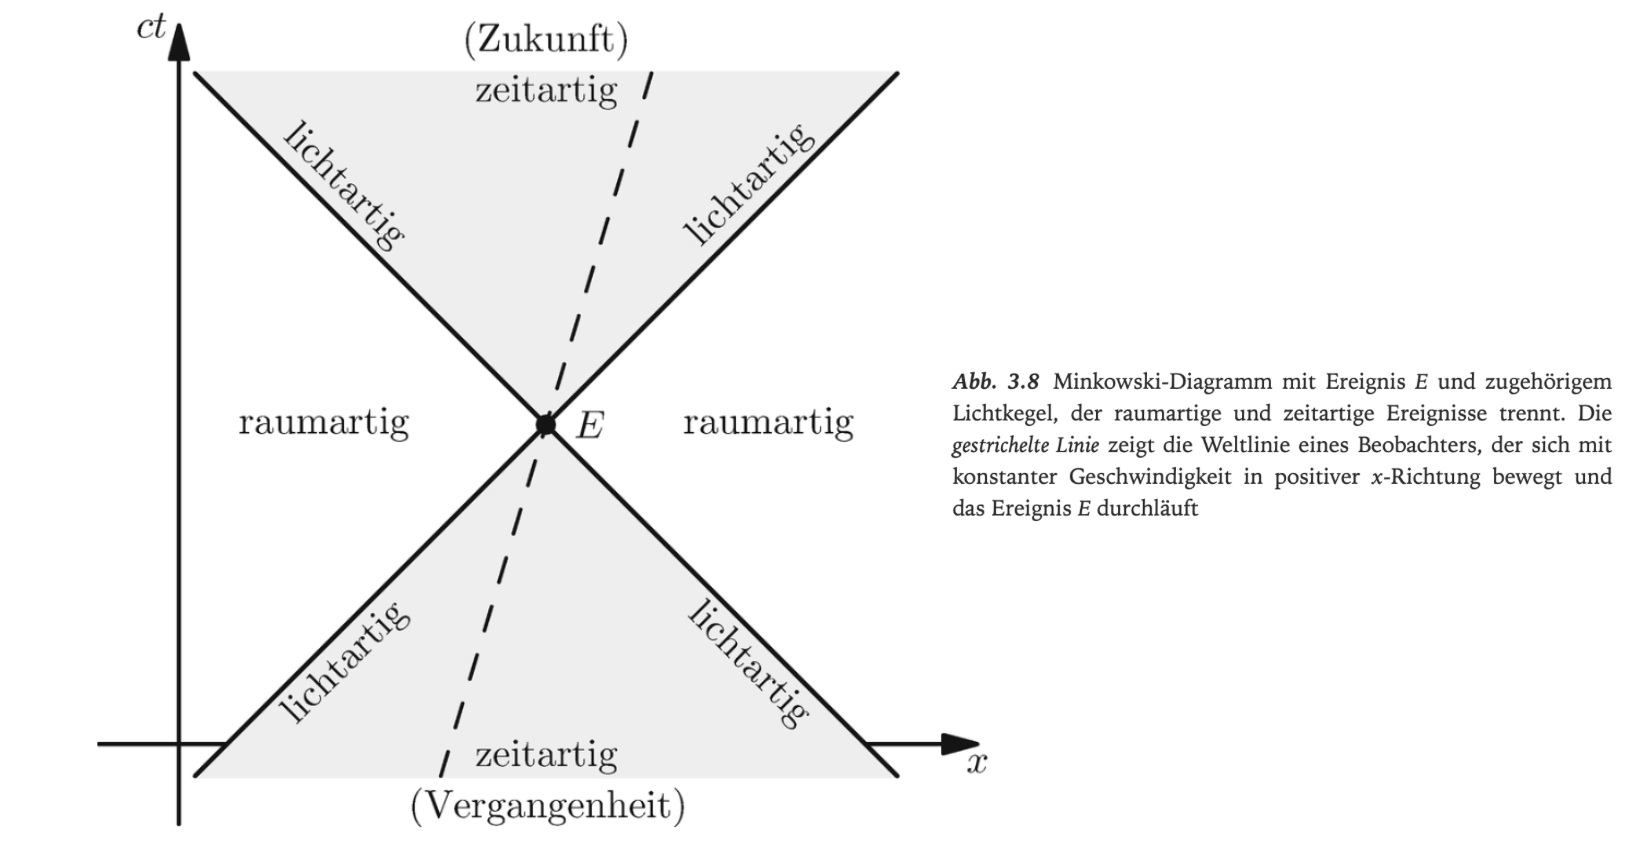 ct
(Zukunft)
zeitartig
lichtartig
lichtartig
raumartig
E
raumartig
lichtartig
lichtartig
zeitartig
x
(Vergangenheit)
Abb. 3.8 Minkowski-Diagramm mit Ereignis E und zugehörigem
Lichtkegel, der raumartige und zeitartige Ereignisse trennt. Die
gestrichelte Linie zeigt die Weltlinie eines Beobachters, der sich mit
konstanter Geschwindigkeit in positiver x-Richtung bewegt und
das Ereignis E durchläuft